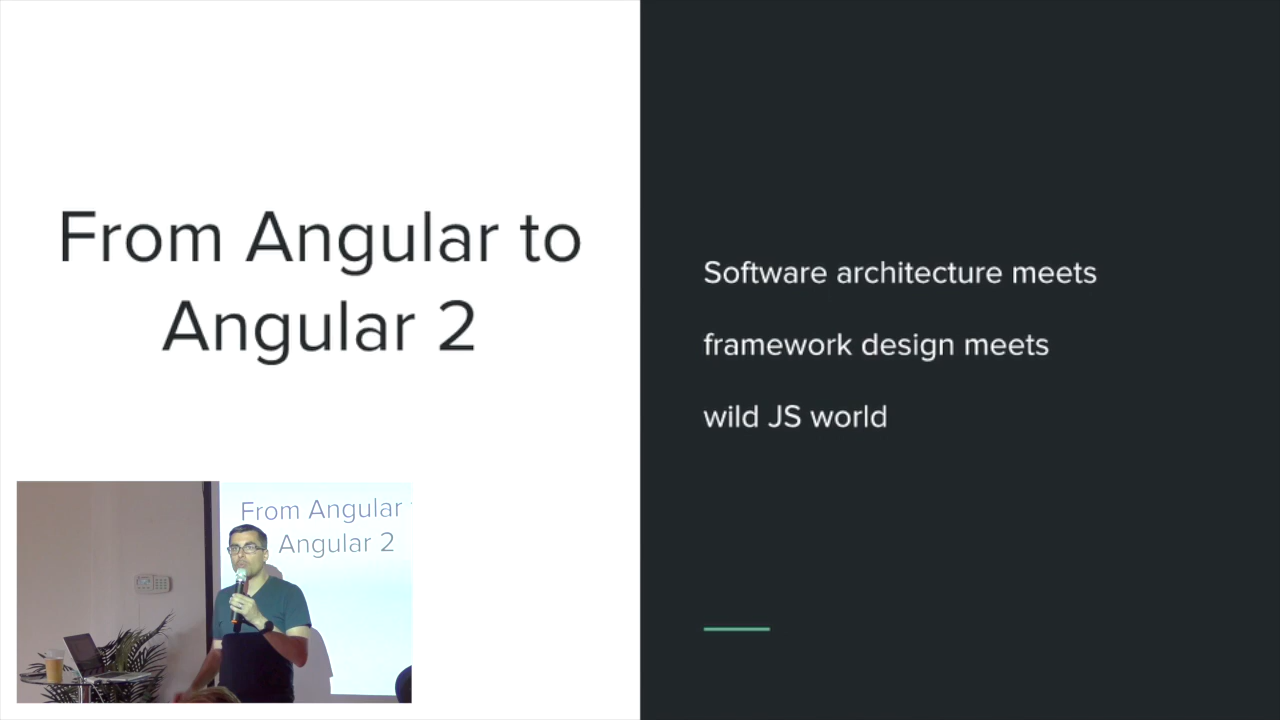 From Angular to
Angular 2
Software architecture meets
framework design meets
wild JS world
From Angular
Angular 2